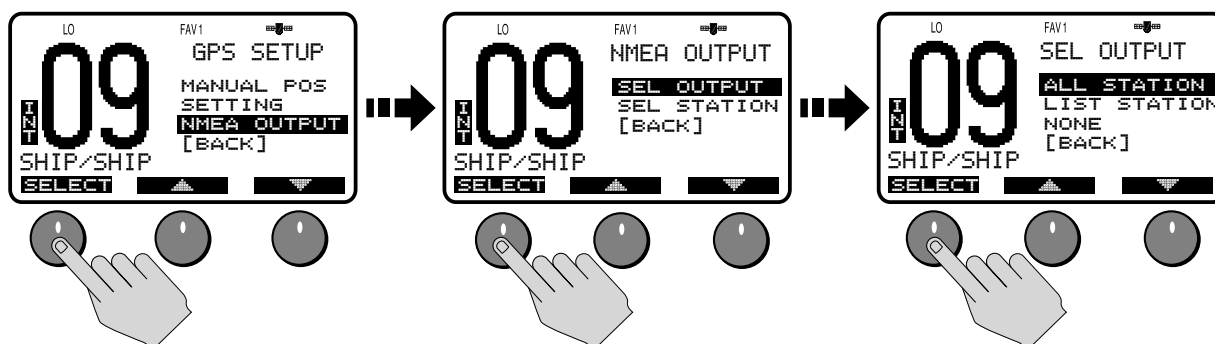 LO FAV1
09
GPS SETUP
MANUAL POS
SETTING
NMEA OUTPUT
[BACK]
INT
SHIP/SHIP
SELECT
LO FAV1
09
NMEA OUTPUT
SEL OUTPUT
SEL STATION
[BACK]
INT
SHIP/SHIP
SELECT
LO FAV1
09
SEL OUTPUT
ALL STATION
LIST STATION
NONE
[BACK]
INT
SHIP/SHIP
SELECT